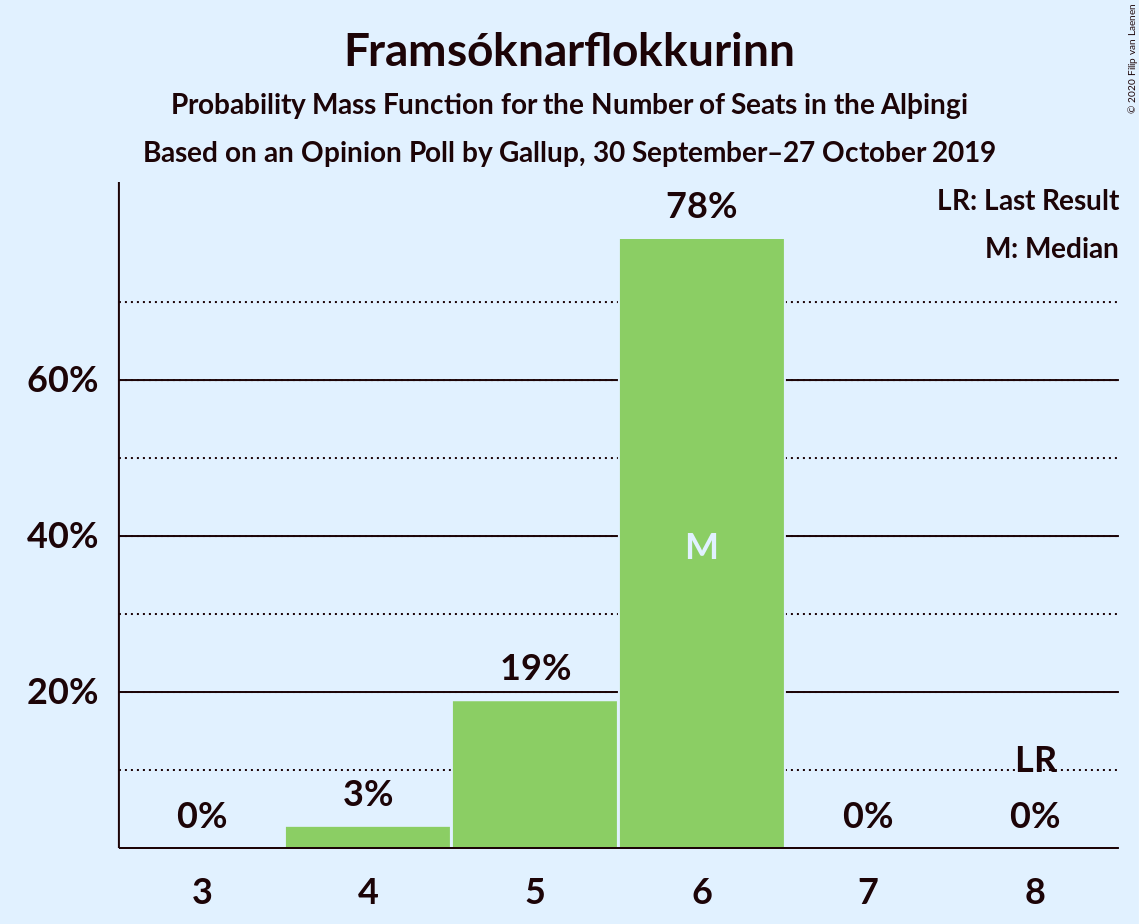 Framsóknarflokkurinn
Probability Mass Function for the Number of Seats in the Alþingi
Based on an Opinion Poll by Gallup, 30 September–27 October 2019
© 2020 Filip van Laenen
LR: Last Result
M: Median
78%
60%
40%
M
19%
20%
LR
3%
0%
0%
0%
3
4
5
6
7
8